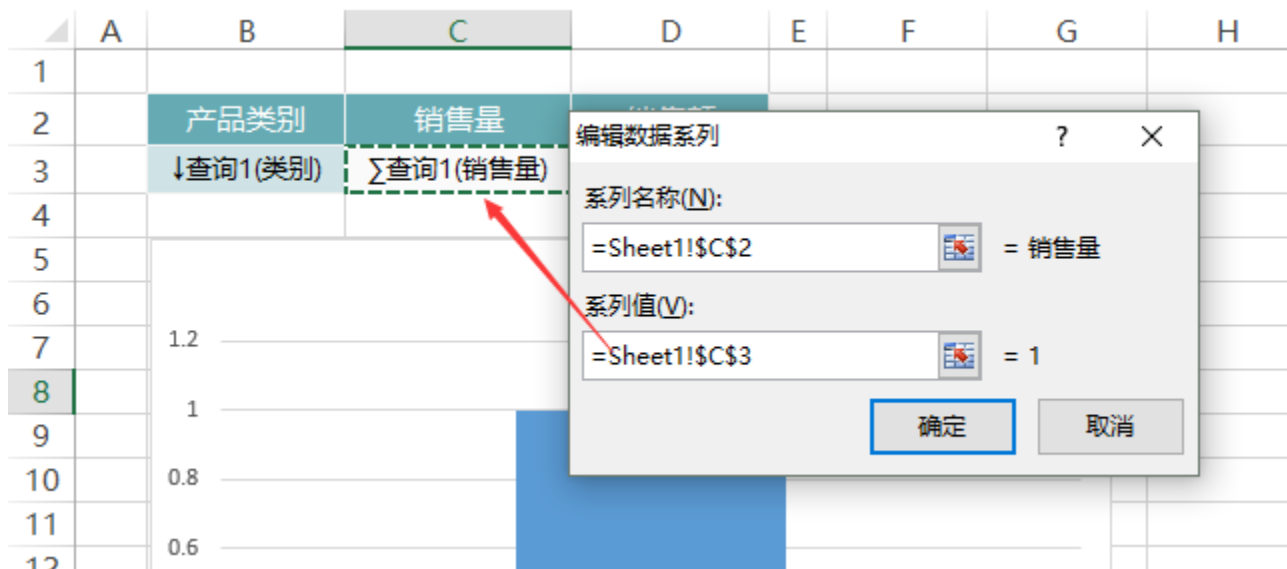 A B C D E F G H
1
2 产品类别 销售量
3 ↓查询1(类别) ∑查询1(销售量)
4
5
6
7
8
9
10
11
12
编辑数据系列 ? ×
系列名称(N):
=Sheet1!$C$2 = 销售量
系列值(V):
=Sheet1!$C$3 = 1
确定 取消
1.2
1
0.8
0.6